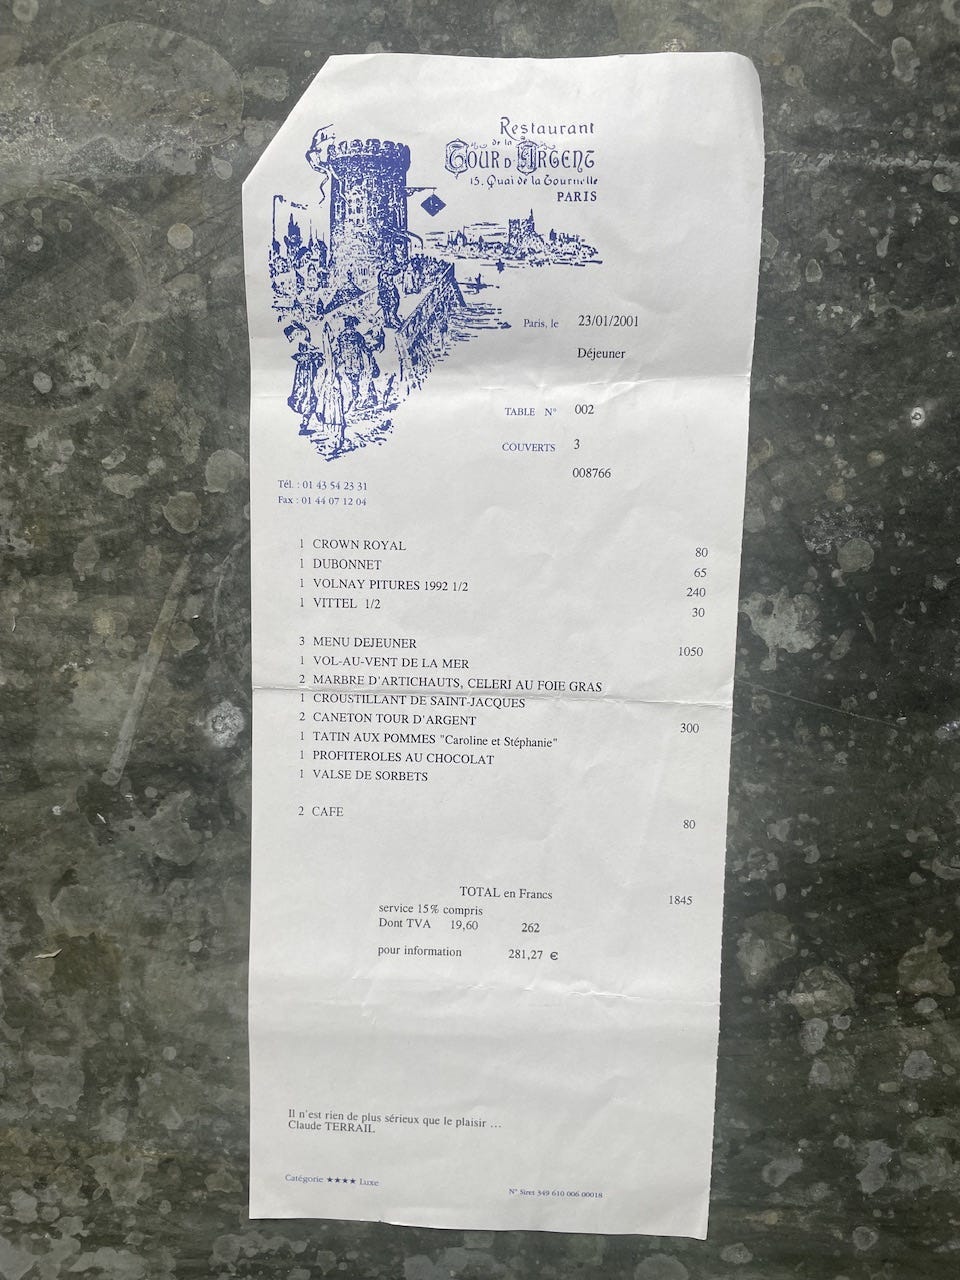 Restaurant
de la
Tour d'Argent
15, Quai de la Tournelle
PARIS
Paris, le 23/01/2001
Déjeuner
TABLE N° 002
COUVERTS 3
008766
Tél. : 01 43 54 23 31
Fax : 01 44 07 12 04
1 CROWN ROYAL 80
1 DUBONNET 65
1 VOLNAY PITURES 1992 1/2 240
1 VITTEL 1/2 30
3 MENU DEJEUNER 1050
1 VOL-AU-VENT DE LA MER
2 MARBRE D'ARTICHAUTS, CELERI AU FOIE GRAS
1 CROUSTILLANT DE SAINT-JACQUES
2 CANETON TOUR D'ARGENT 300
1 TATIN AUX POMMES "Caroline et Stéphanie"
1 PROFITEROLES AU CHOCOLAT
1 VALSE DE SORBETS
2 CAFE 80
TOTAL en Francs 1845
service 15% compris
Dont TVA 19,60 262
pour information 281,27 €
Il n'est rien de plus sérieux que le plaisir ...
Claude TERRAIL
Catégorie ★★★★ Luxe
N° Siret 349 610 006 00018